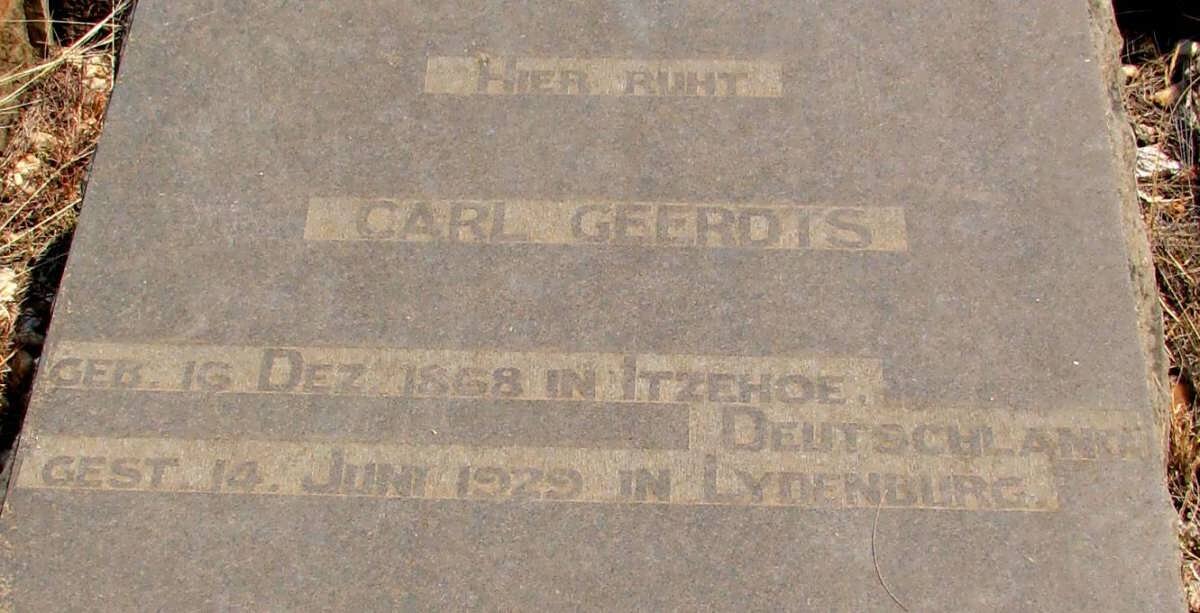 HIER RUHT
CARL GEERDTS
GEB. 16 DEZ 1868 IN ITZEHOE.
DEUTSCHLAND
GEST 14. JUNI 1929 IN LYDENBURG.